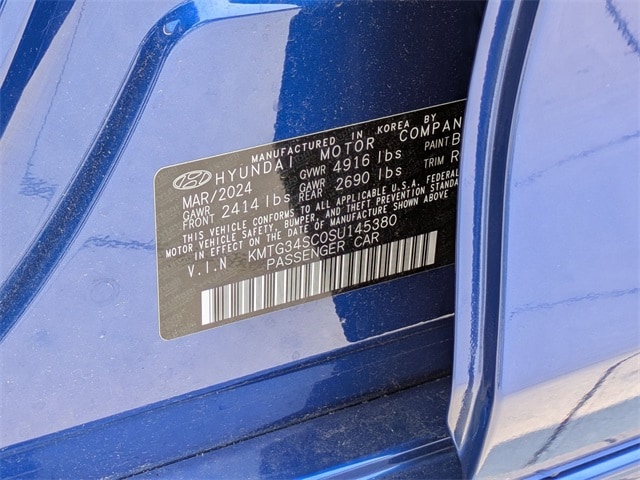 MANUFACTURED IN KOREA BY
HYUNDAI MOTOR COMPAN
MAR/2024 GVWR 4916 lbs PAINT B
GAWR FRONT 2414 lbs GAWR REAR 2690 lbs TRIM R
THIS VEHICLE CONFORMS TO ALL APPLICABLE U.S.A. FEDERAL
MOTOR VEHICLE SAFETY, BUMPER, AND THEFT PREVENTION STANDA
IN EFFECT ON THE DATE OF MANUFACTURE SHOWN ABOVE.
V.I.N KMTG34SC0SU145380
PASSENGER CAR